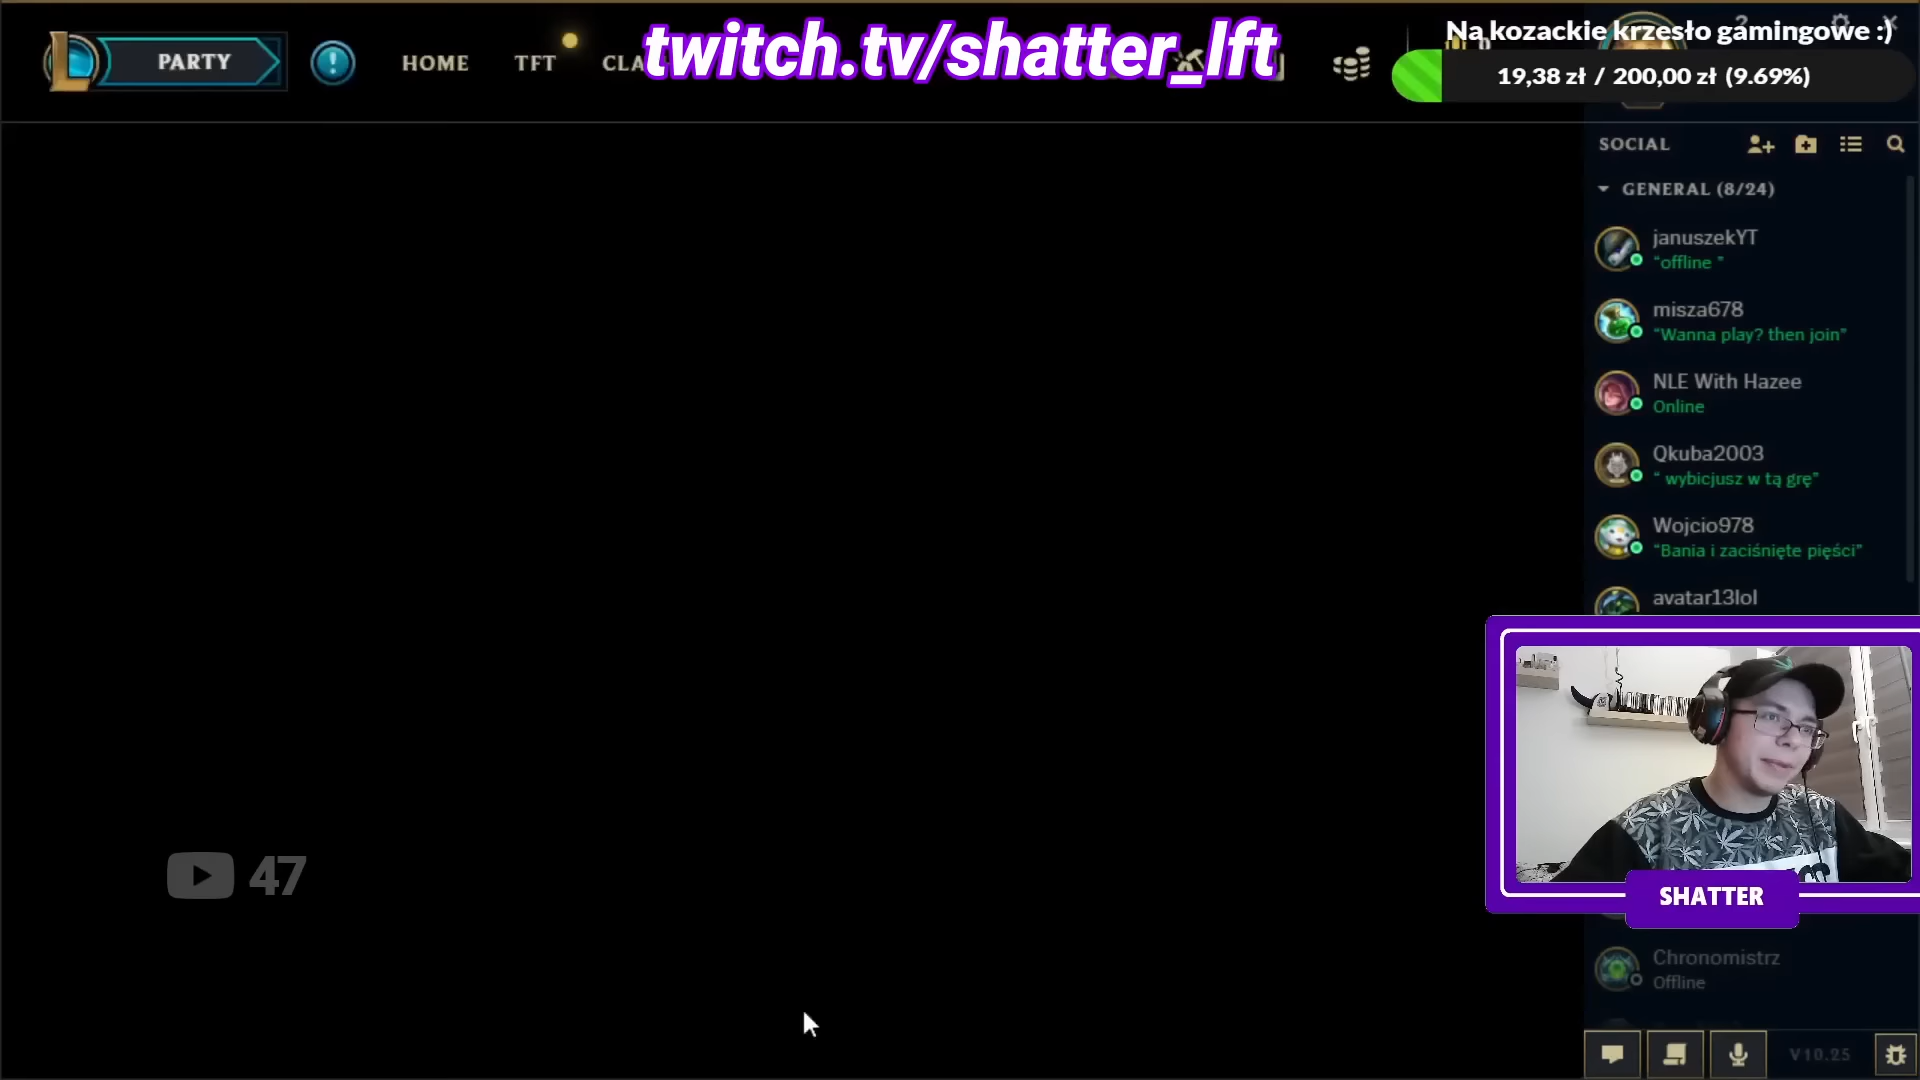 PARTY
HOME
TFT
CLA
twitch.tv/shatter_lft
Na kozackie krzesło gamingowe :)
19,38 zł / 200,00 zł (9.69%)
SOCIAL
GENERAL (8/24)
januszekYT
“offline ”
misza678
“Wanna play? then join”
NLE With Hazee
Online
Qkuba2003
“ wybicjusz w tą grę”
Wojcio978
“Bania i zaciśnięte pięści”
avatar13lol
47
SHATTER
Chronomistrz
Offline
V10.25